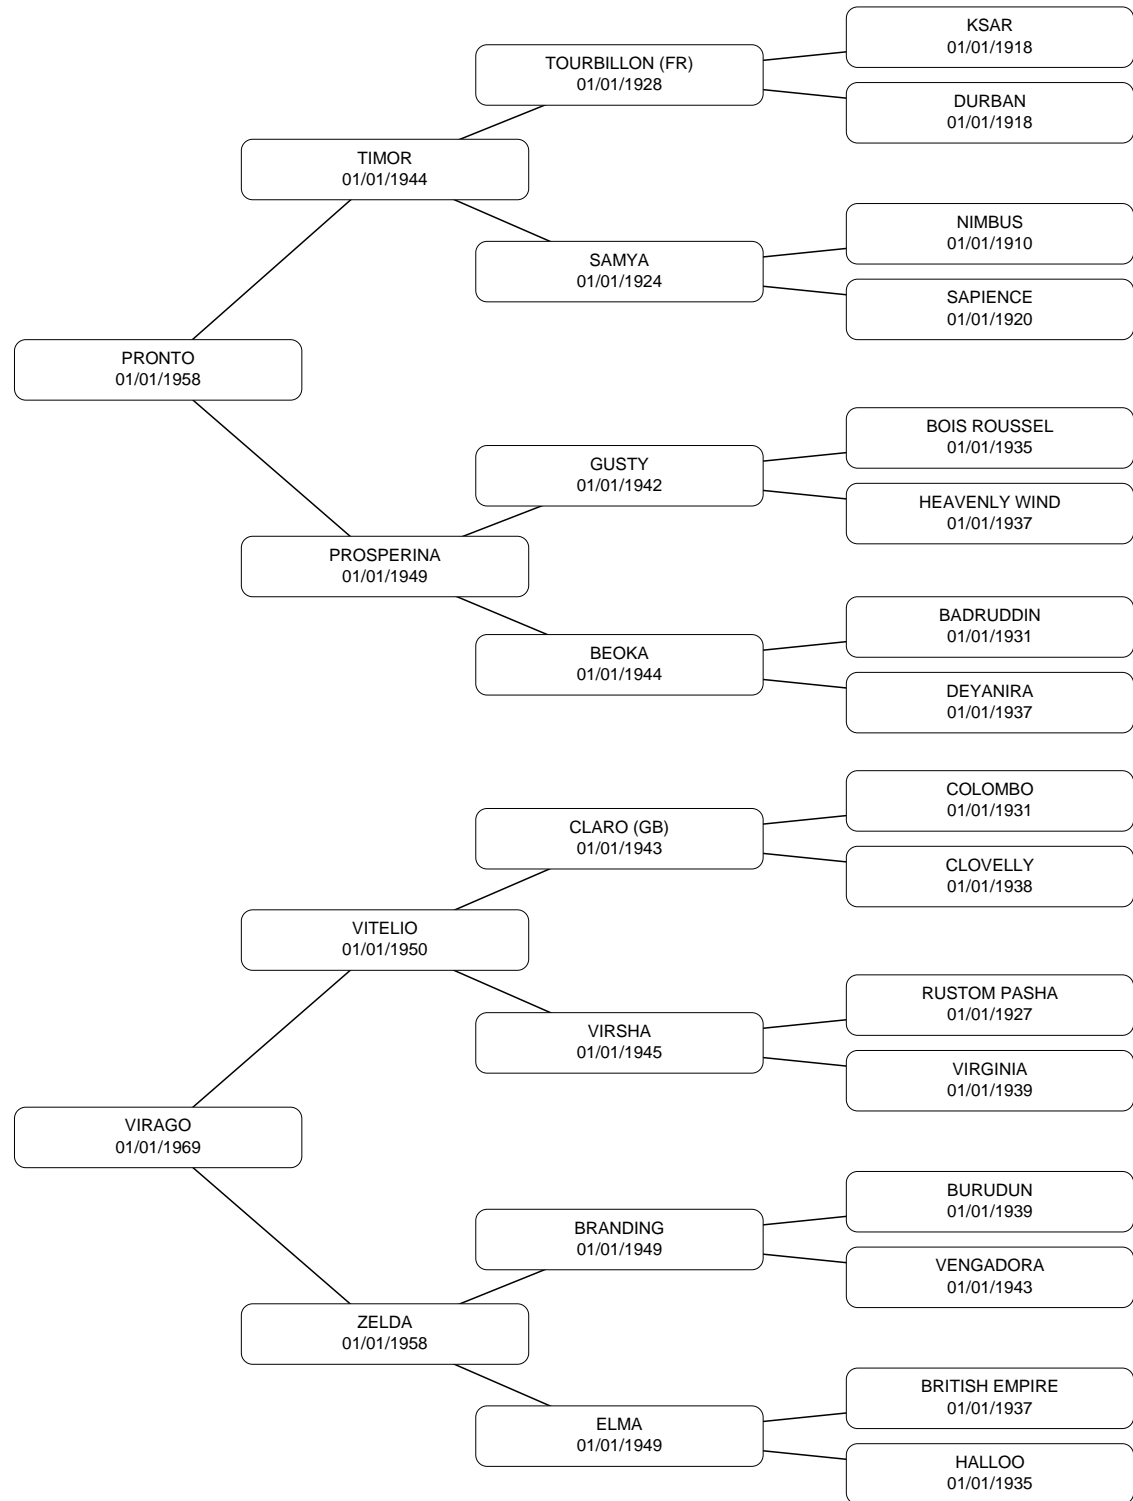 KSAR
01/01/1918
TOURBILLON (FR)
01/01/1928
DURBAN
01/01/1918
TIMOR
01/01/1944
NIMBUS
01/01/1910
SAMYA
01/01/1924
SAPIENCE
01/01/1920
PRONTO
01/01/1958
BOIS ROUSSEL
01/01/1935
GUSTY
01/01/1942
HEAVENLY WIND
01/01/1937
PROSPERINA
01/01/1949
BADRUDDIN
01/01/1931
BEOKA
01/01/1944
DEYANIRA
01/01/1937
COLOMBO
01/01/1931
CLARO (GB)
01/01/1943
CLOVELLY
01/01/1938
VITELIO
01/01/1950
RUSTOM PASHA
01/01/1927
VIRSHA
01/01/1945
VIRGINIA
01/01/1939
VIRAGO
01/01/1969
BURUDUN
01/01/1939
BRANDING
01/01/1949
VENGADORA
01/01/1943
ZELDA
01/01/1958
BRITISH EMPIRE
01/01/1937
ELMA
01/01/1949
HALLOO
01/01/1935